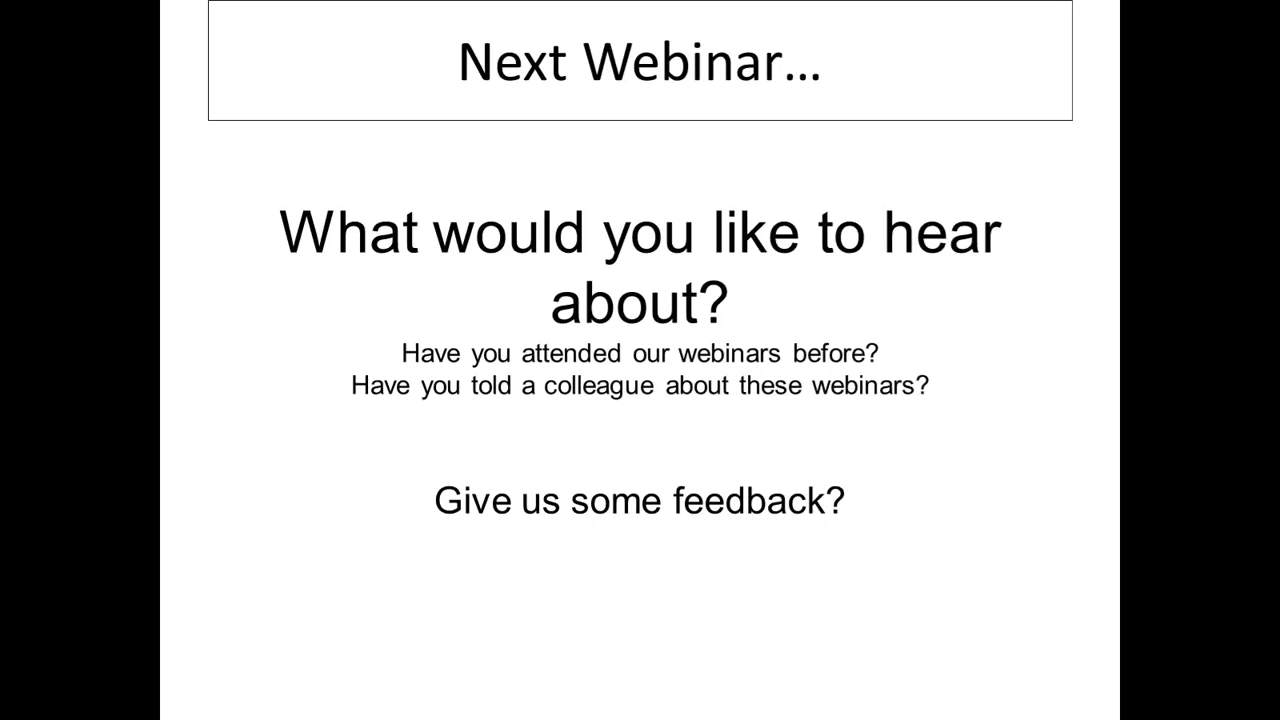 Next Webinar...
What would you like to hear
about?
Have you attended our webinars before?
Have you told a colleague about these webinars?
Give us some feedback?